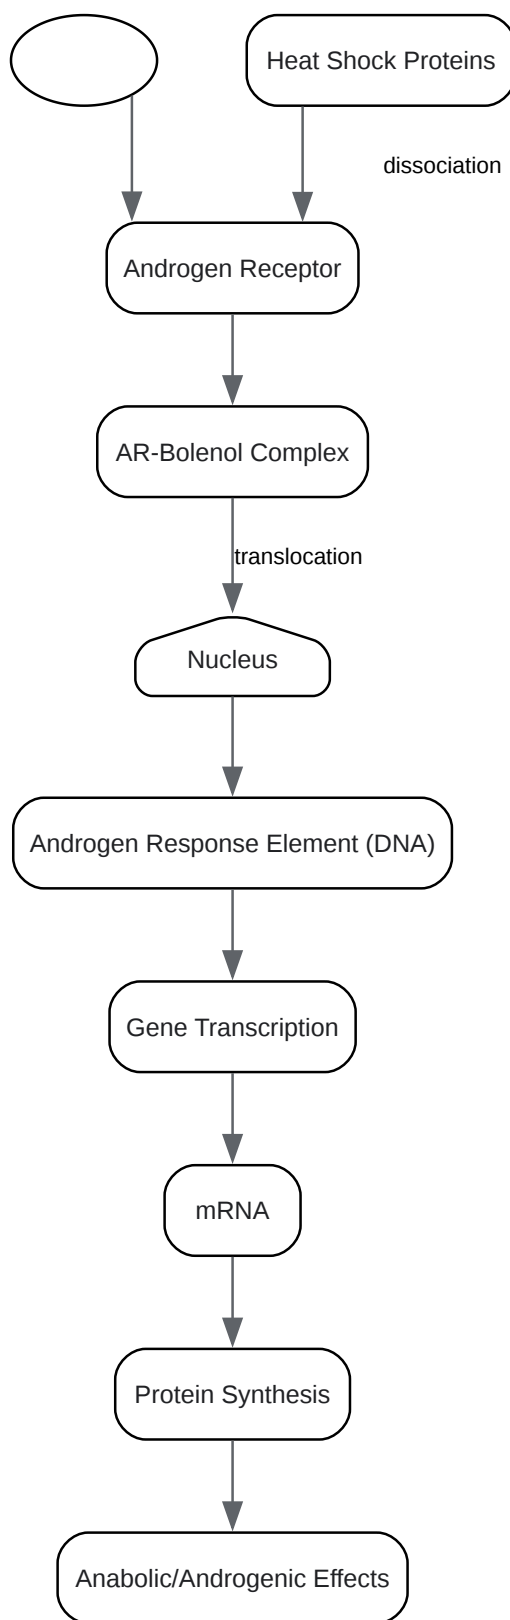 Heat Shock Proteins
dissociation
Androgen Receptor
AR-Bolenol Complex
translocation
Nucleus
Androgen Response Element (DNA)
Gene Transcription
mRNA
Protein Synthesis
Anabolic/Androgenic Effects